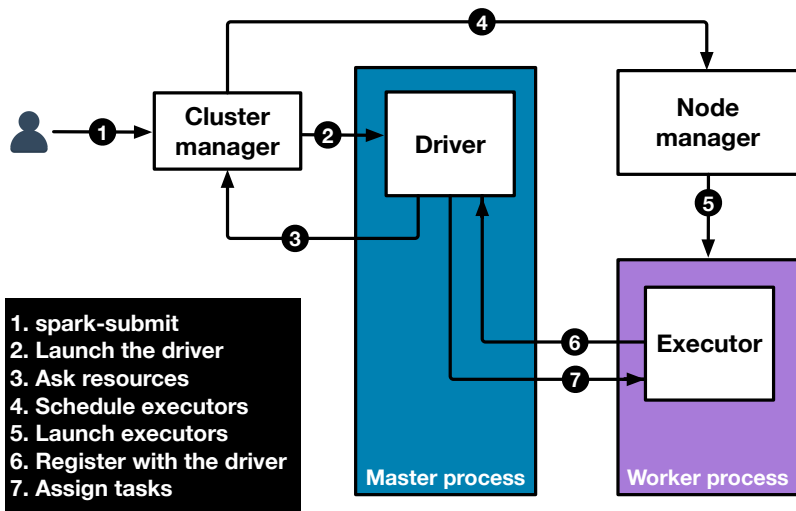 4
Cluster
manager
1
2
Driver
Node
manager
3
5
1. spark-submit
2. Launch the driver
3. Ask resources
4. Schedule executors
5. Launch executors
6. Register with the driver
7. Assign tasks
6
7
Executor
Master process
Worker process